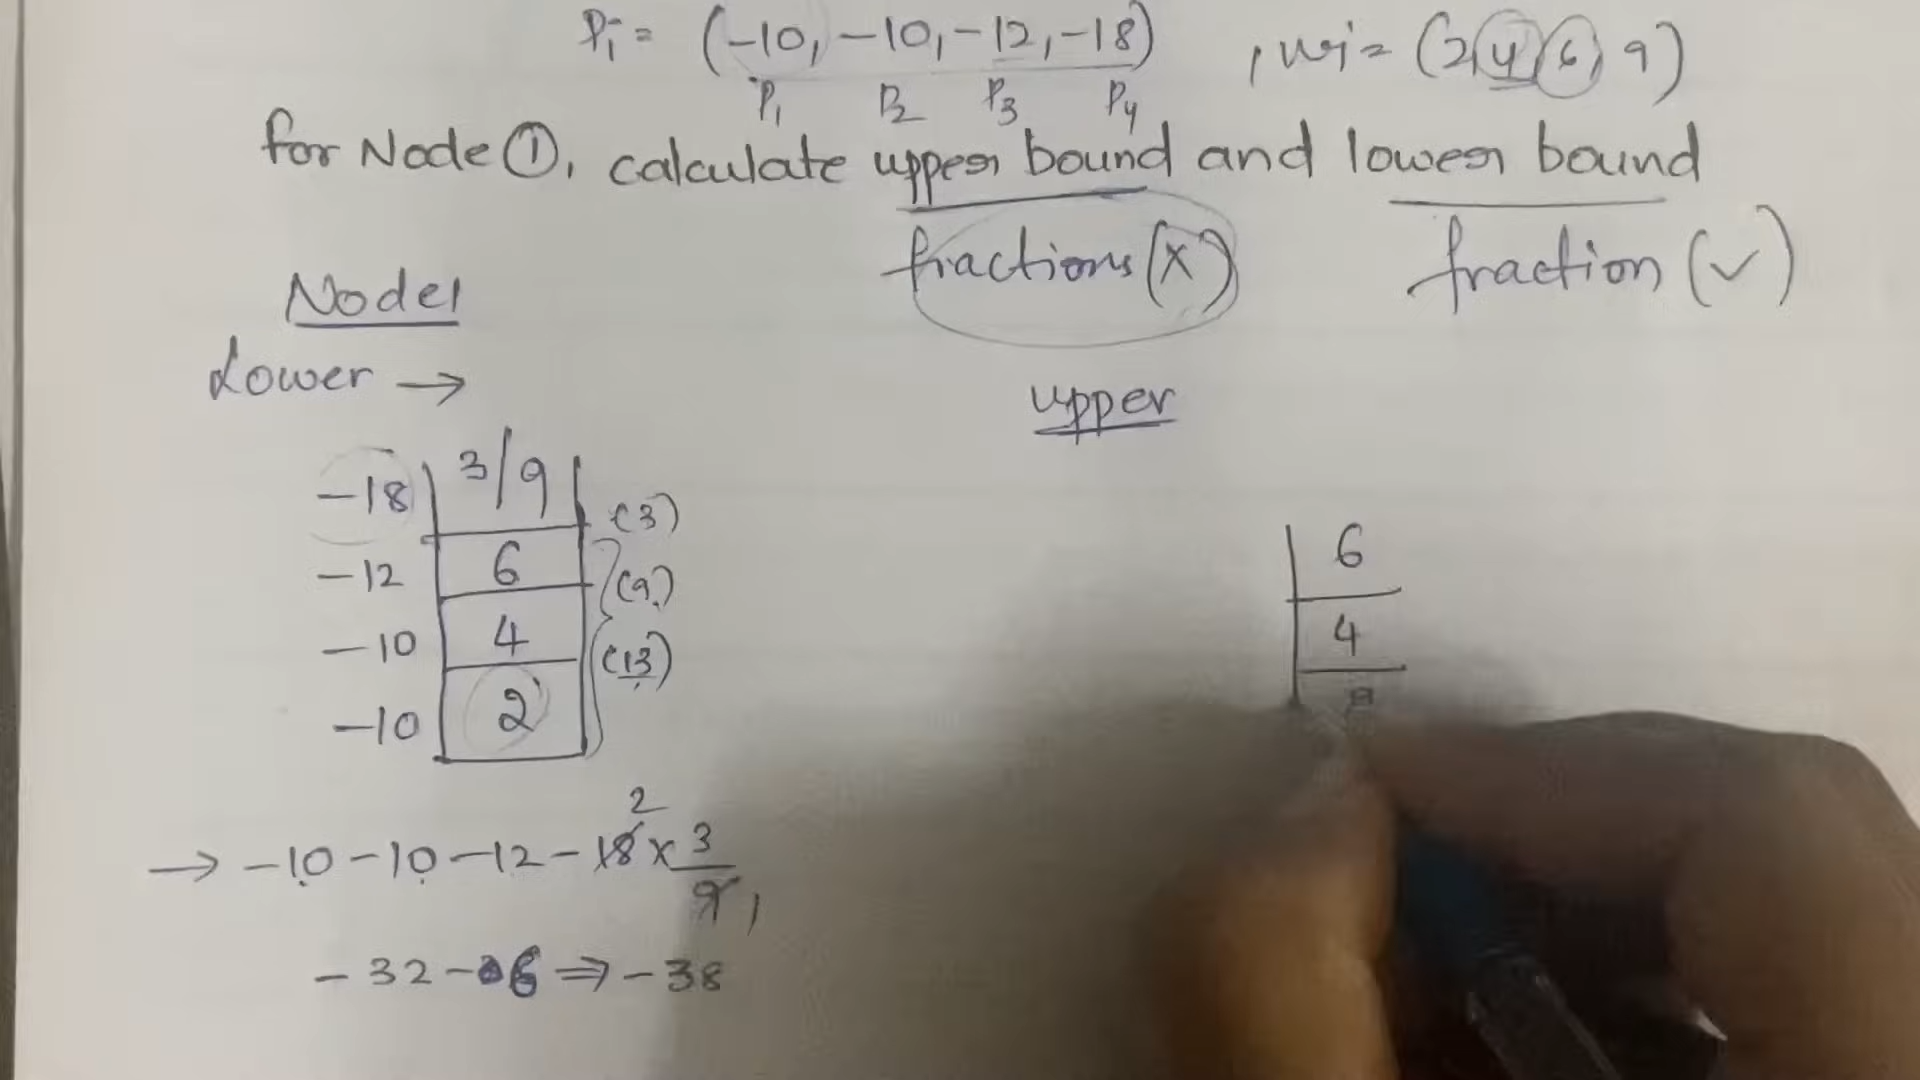 Pi = (-10, -10, -12, -18) , wi = (2, 4, 6, 9)
P1 P2 P3 P4
for Node ①, calculate upper bound and lower bound
fractions (x) fraction (✓)
Node1
Lower →
upper
-18 3/9 (3)
-12 6 (9)
-10 4 (13)
-10 2
6
4
→ -10 -10 -12 - 18 x 3/9
2
1
-32 - 6 ⇒ -38